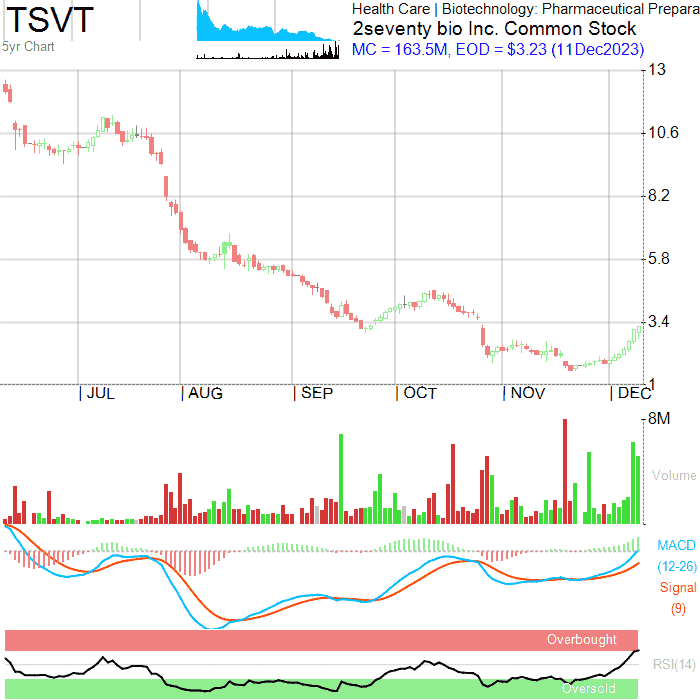 TSVT
5yr Chart
Health Care | Biotechnology: Pharmaceutical Prepara
2seventy bio Inc. Common Stock
MC = 163.5M, EOD = $3.23 (11Dec2023)
13
10.6
8.2
5.8
3.4
1
| JUL | AUG | SEP | OCT | NOV | DEC
8M
Volume
MACD
(12-26)
Signal
(9)
Overbought
RSI(14)
Oversold